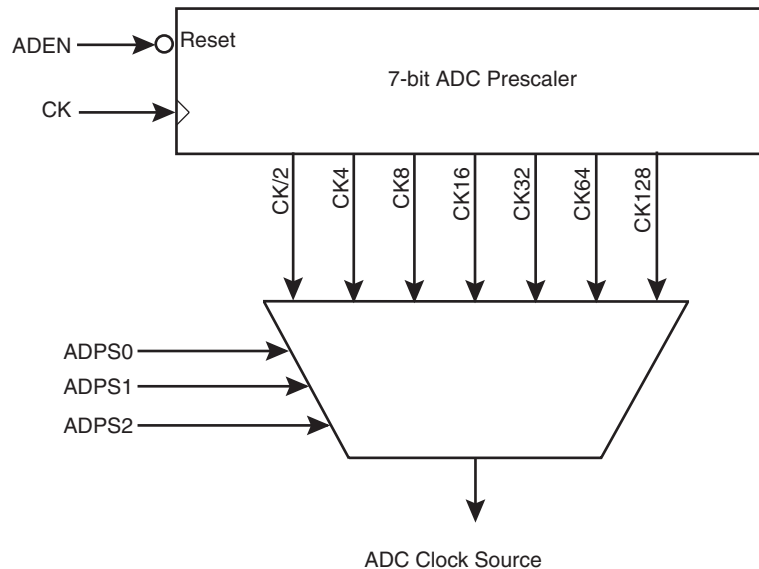 ADEN
Reset
7-bit ADC Prescaler
CK
CK/2
CK4
CK8
CK16
CK32
CK64
CK128
ADPS0
ADPS1
ADPS2
ADC Clock Source